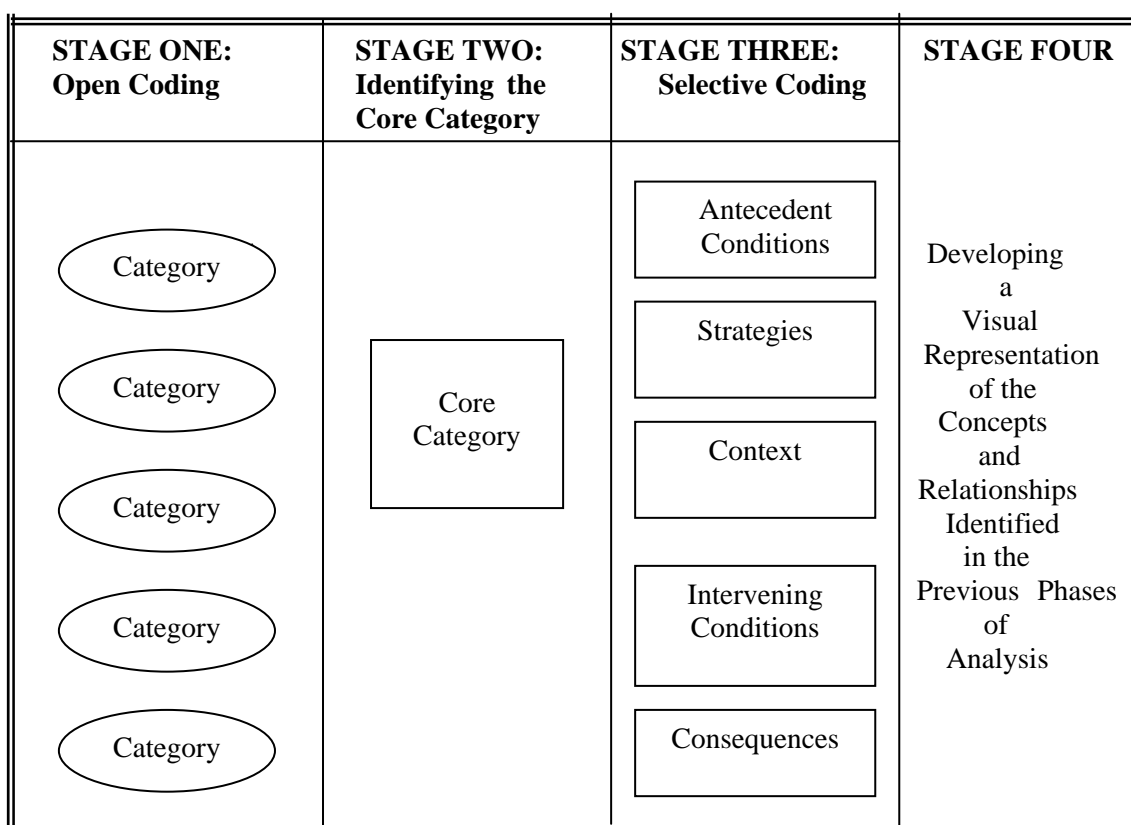 STAGE ONE:
Open Coding
STAGE TWO:
Identifying the
Core Category
STAGE THREE:
Selective Coding
STAGE FOUR
Category
Category
Category
Category
Category
Core
Category
Antecedent
Conditions
Strategies
Context
Intervening
Conditions
Consequences
Developing
a
Visual
Representation
of the
Concepts
and
Relationships
Identified
in the
Previous Phases
of
Analysis